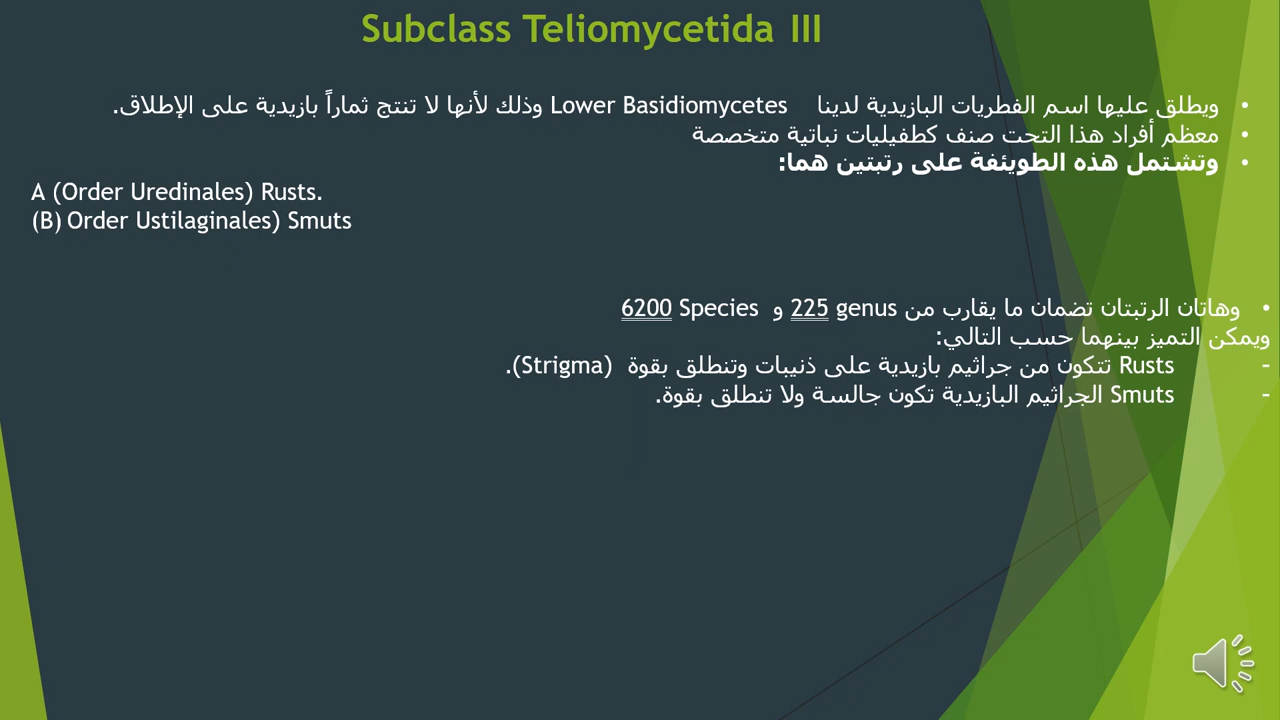 Subclass Teliomycetida III
• ويطلق عليها اسم الفطريات البازيدية لدينا Lower Basidiomycetes وذلك لأنها لا تنتج ثماراً بازيدية على الإطلاق.
• معظم أفراد هذا التحت صنف كطفيليات نباتية متخصصة
• وتشتمل هذه الطويئفة على رتبتين هما:
A (Order Uredinales) Rusts.
(B) Order Ustilaginales) Smuts
• وهاتان الرتبتان تضمان ما يقارب من 225 genus و 6200 Species
ويمكن التميز بينهما حسب التالي:
- Rusts تتكون من جراثيم بازيدية على ذنيبات وتنطلق بقوة (Strigma).
- Smuts الجراثيم البازيدية تكون جالسة ولا تنطلق بقوة.